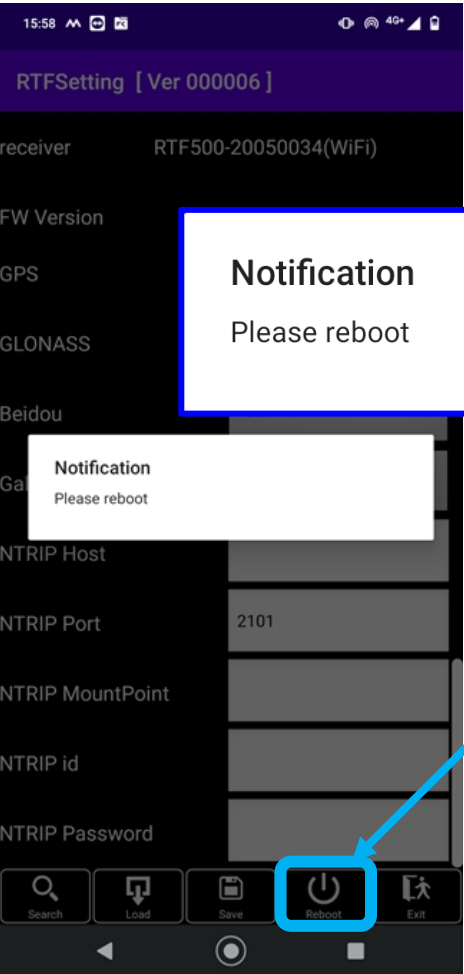 15:58 4G+
RTFSetting [ Ver 000006 ]
receiver RTF500-20050034(WiFi)
FW Version
GPS
Notification
Please reboot
GLONASS
Beidou
Notification
Please reboot
Gal
NTRIP Host
NTRIP Port 2101
NTRIP MountPoint
NTRIP id
NTRIP Password
Search Load Save Reboot Exit